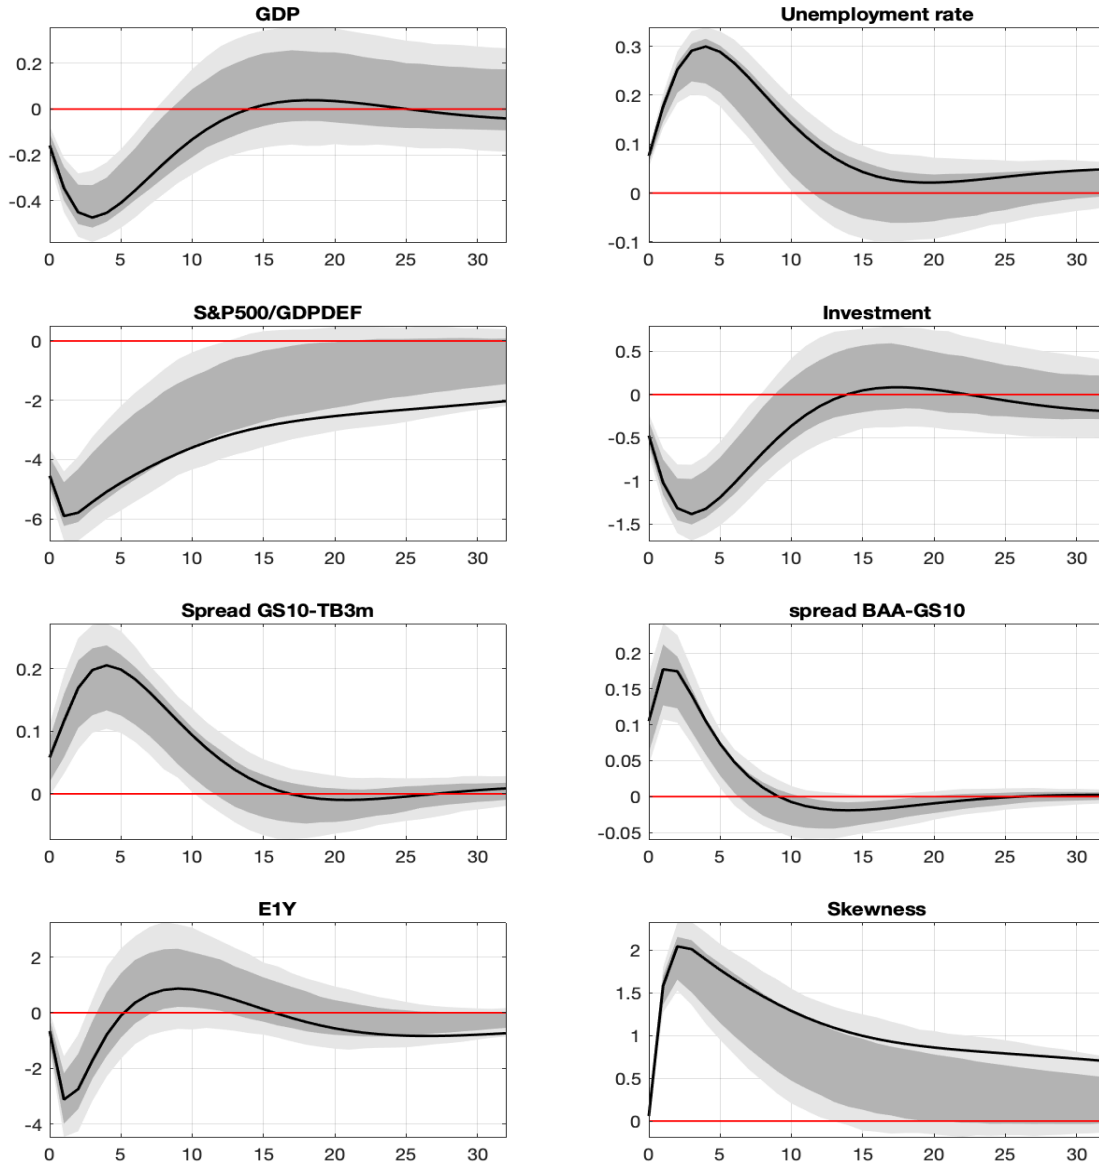 GDP
0.2
0
-0.2
-0.4
0 5 10 15 20 25 30
Unemployment rate
0.3
0.2
0.1
0
-0.1
0 5 10 15 20 25 30
S&P500/GDPDEF
0
-2
-4
-6
0 5 10 15 20 25 30
Investment
0.5
0
-0.5
-1
-1.5
0 5 10 15 20 25 30
Spread GS10-TB3m
0.2
0.1
0
0 5 10 15 20 25 30
spread BAA-GS10
0.2
0.15
0.1
0.05
0
-0.05
0 5 10 15 20 25 30
E1Y
2
0
-2
-4
0 5 10 15 20 25 30
Skewness
2
1.5
1
0.5
0
0 5 10 15 20 25 30